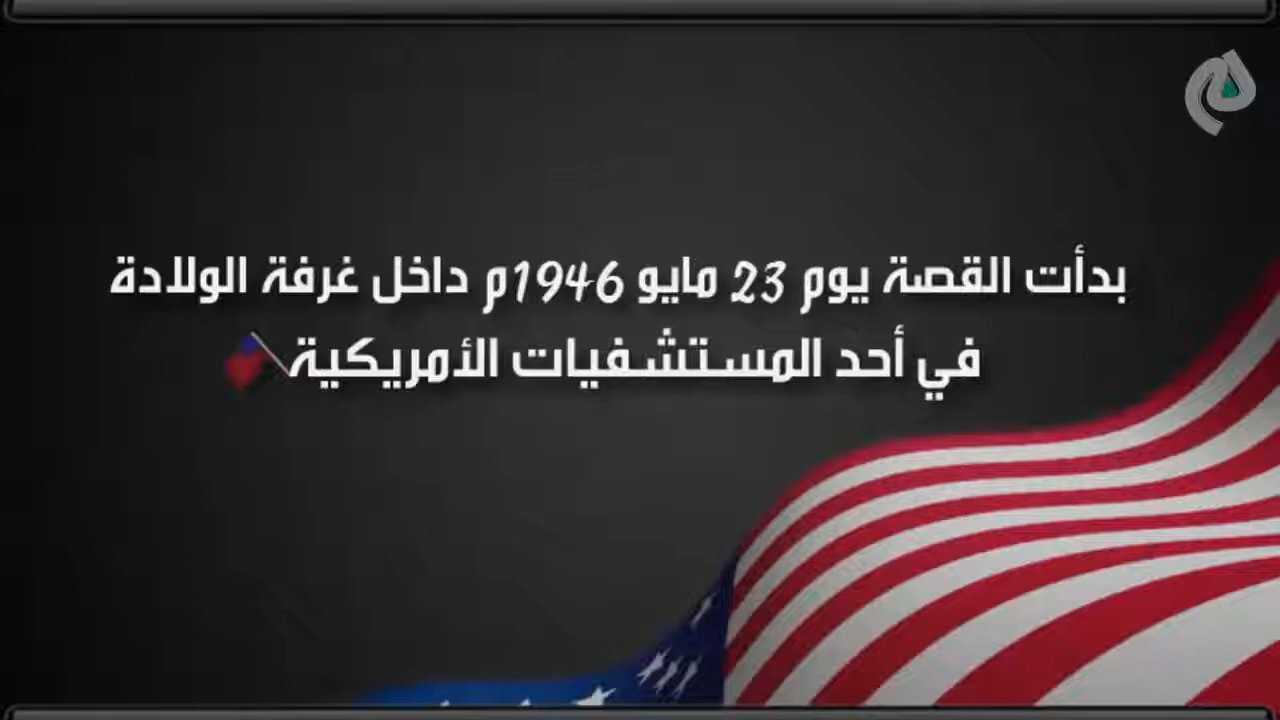 بدأت القصة يوم 23 مايو 1946م داخل غرفة الولادة
في أحد المستشفيات الأمريكية